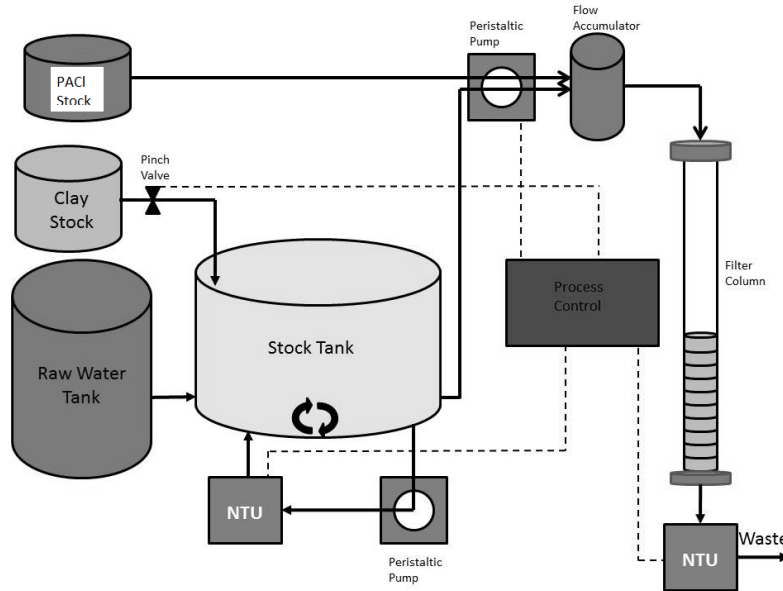 Peristaltic
Pump
Flow
Accumulator
PACl
Stock
Pinch
Valve
Clay
Stock
Filter
Column
Process
Control
Stock Tank
Raw Water
Tank
NTU
Peristaltic
Pump
NTU
Waste